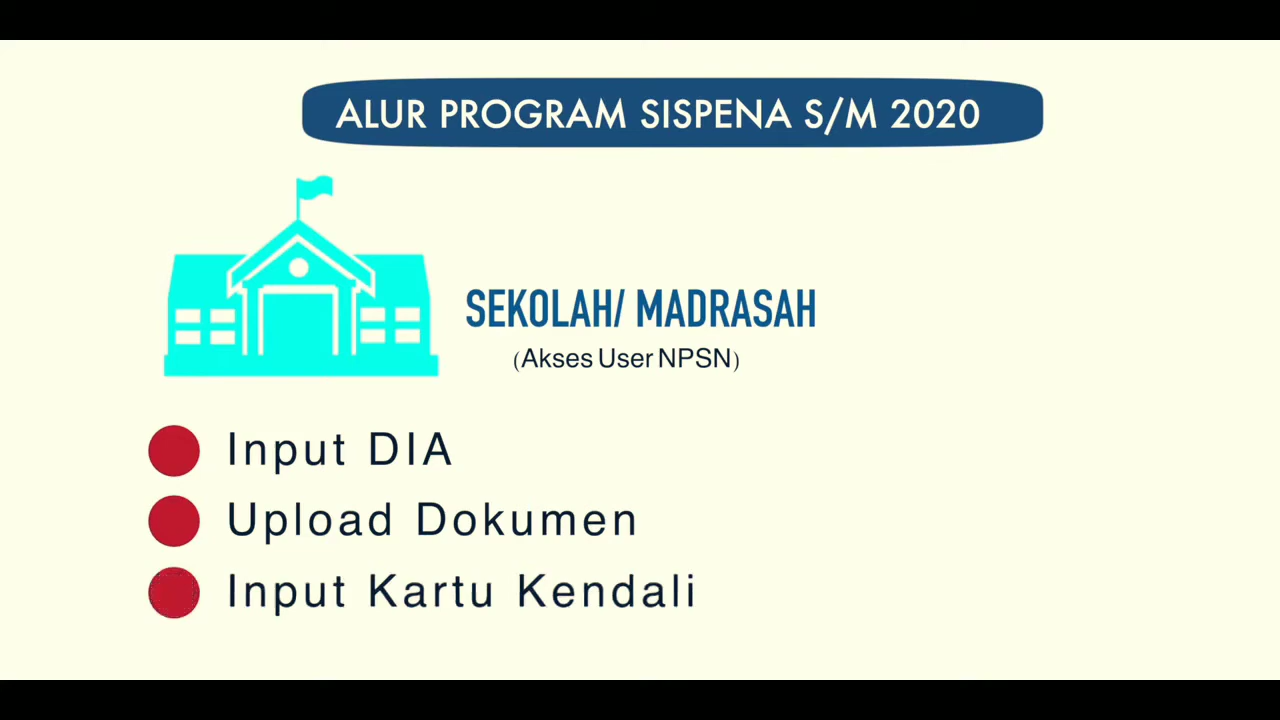 ALUR PROGRAM SISPENA S/M 2020
SEKOLAH/ MADRASAH
(Akses User NPSN)
Input DIA
Upload Dokumen
Input Kartu Kendali